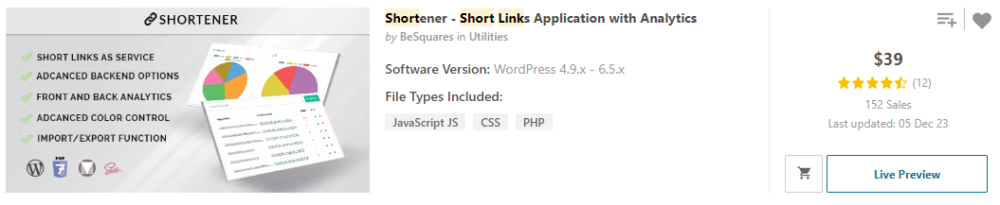 SHORTENER
SHORT LINKS AS SERVICE
ADCANCED BACKEND OPTIONS
FRONT AND BACK ANALYTICS
ADCANCED COLOR CONTROL
IMPORT/EXPORT FUNCTION
PHP
Sass
Shortener - Short Links Application with Analytics
by BeSquares in Utilities
Software Version: WordPress 4.9.x - 6.5.x
File Types Included:
JavaScript JS
CSS
PHP
$39
(12)
152 Sales
Last updated: 05 Dec 23
Live Preview